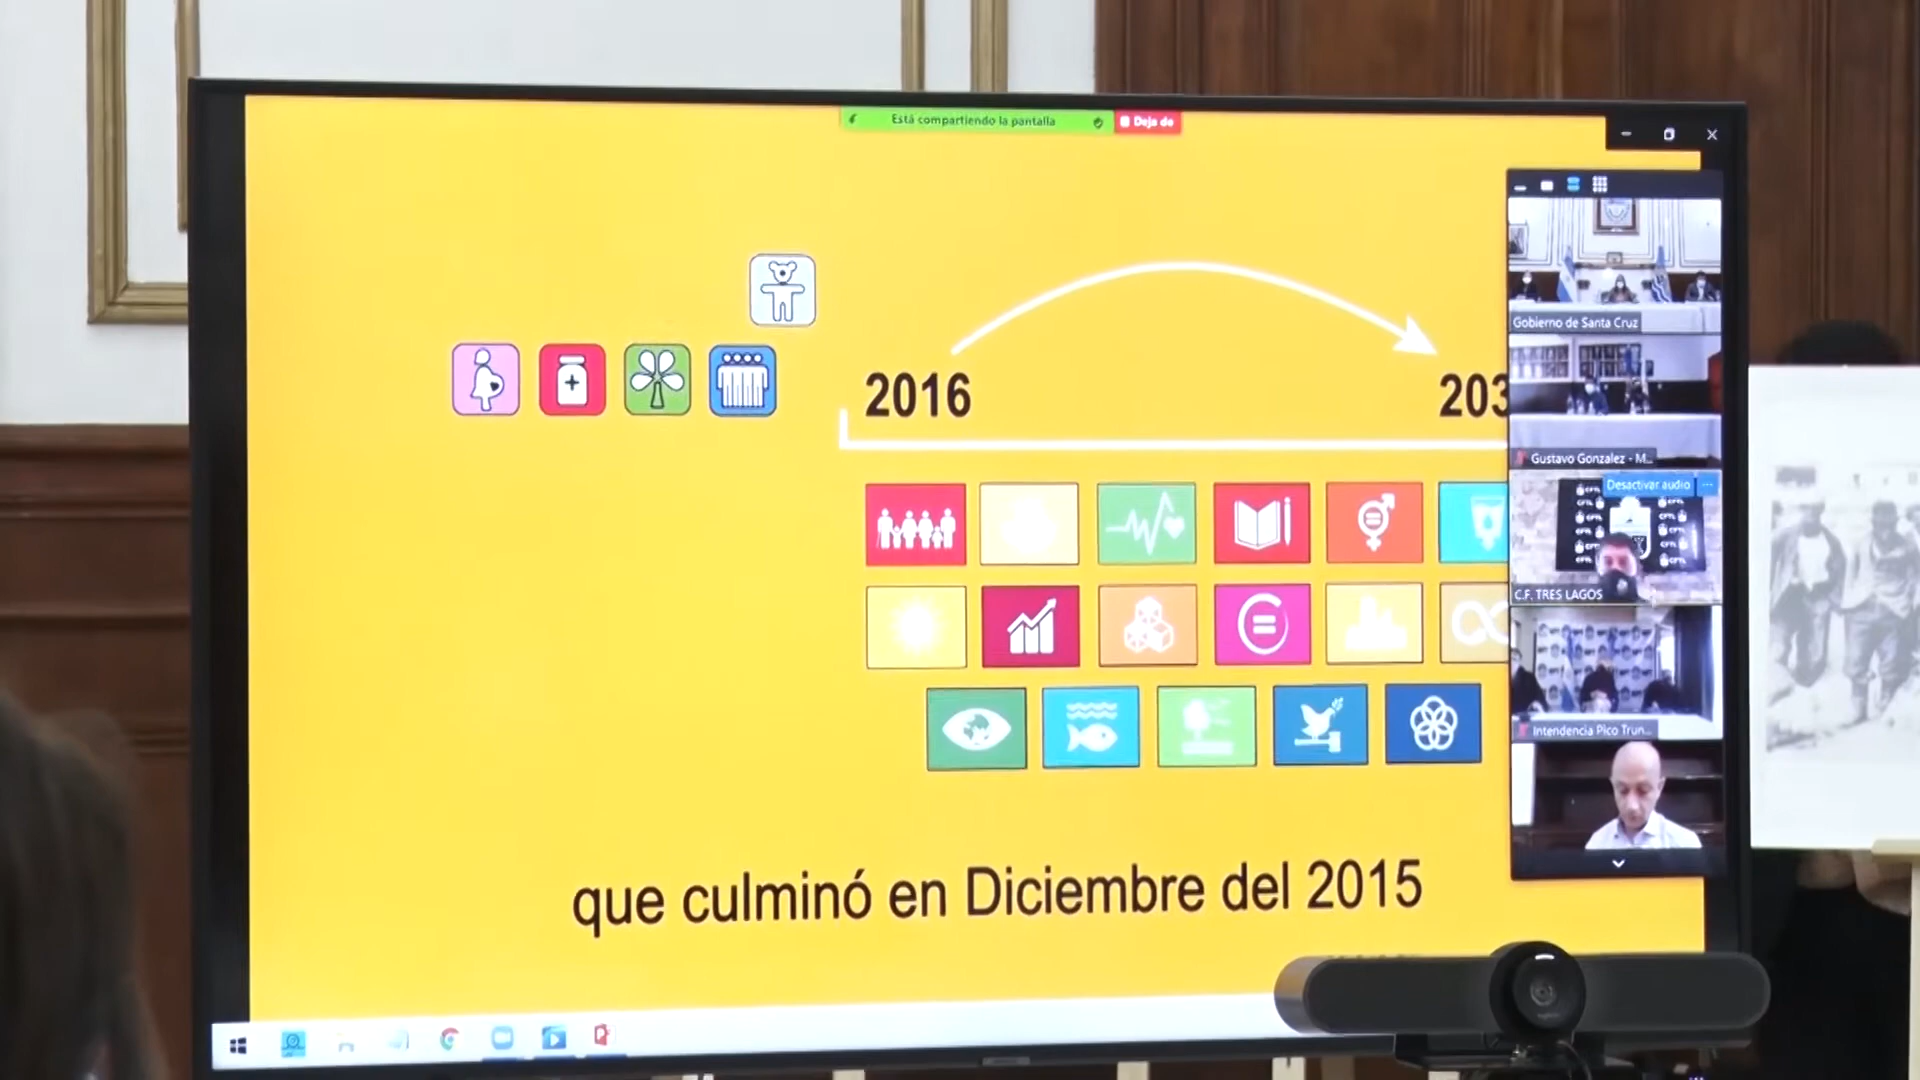 Está compartiendo la pantalla
Deja de
2016
203
que culminó en Diciembre del 2015
Gobierno de Santa Cruz
Gustavo Gonzalez - M...
Desactivar audio
C.F. TRES LAGOS
Intendencia Pico Trun...